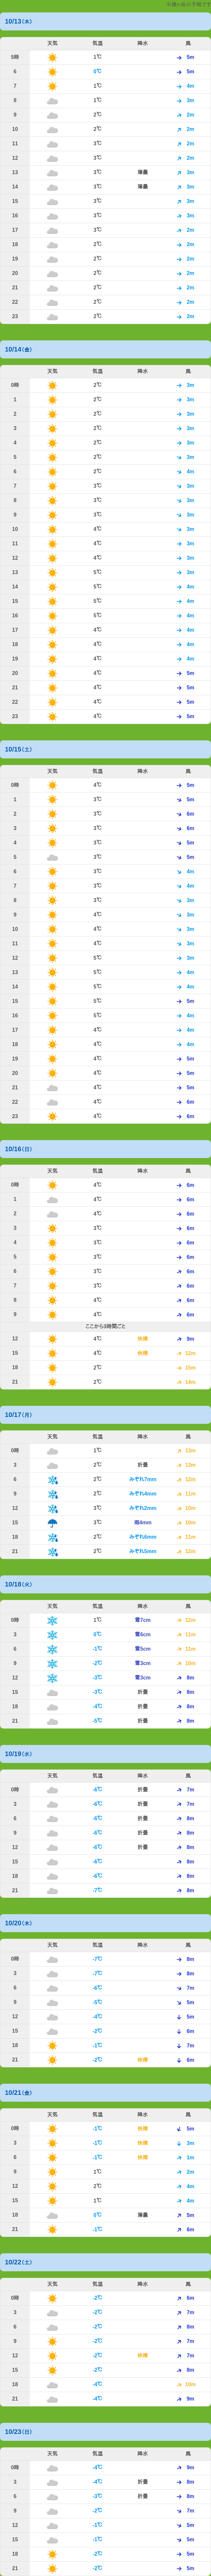 10/13(木)
天気 気温 降水 風
5時 1℃ 5m
6 0℃ 5m
7 1℃ 4m
8 1℃ 3m
9 2℃ 2m
10 2℃ 2m
11 3℃ 2m
12 3℃ 2m
13 3℃ 薄曇 3m
14 3℃ 薄曇 3m
15 3℃ 3m
16 3℃ 3m
17 3℃ 2m
18 2℃ 2m
19 2℃ 2m
20 2℃ 2m
21 2℃ 2m
22 2℃ 2m
23 2℃ 2m
10/14(金)
天気 気温 降水 風
0時 2℃ 3m
1 2℃ 3m
2 2℃ 3m
3 2℃ 3m
4 2℃ 3m
5 2℃ 3m
6 2℃ 4m
7 3℃ 3m
8 3℃ 3m
9 3℃ 3m
10 4℃ 3m
11 4℃ 3m
12 4℃ 3m
13 5℃ 3m
14 5℃ 4m
15 5℃ 4m
16 5℃ 4m
17 4℃ 4m
18 4℃ 4m
19 4℃ 4m
20 4℃ 5m
21 4℃ 5m
22 4℃ 5m
23 4℃ 5m
10/15(土)
天気 気温 降水 風
0時 4℃ 5m
1 3℃ 5m
2 3℃ 6m
3 3℃ 6m
4 3℃ 5m
5 3℃ 5m
6 3℃ 4m
7 3℃ 4m
8 3℃ 3m
9 4℃ 3m
10 4℃ 3m
11 4℃ 3m
12 5℃ 3m
13 5℃ 4m
14 5℃ 4m
15 5℃ 5m
16 5℃ 4m
17 4℃ 4m
18 4℃ 4m
19 4℃ 5m
20 4℃ 5m
21 4℃ 5m
22 4℃ 6m
23 4℃ 6m
10/16(日)
天気 気温 降水 風
0時 4℃ 6m
1 4℃ 6m
2 4℃ 6m
3 3℃ 6m
4 3℃ 6m
5 3℃ 6m
6 3℃ 6m
7 3℃ 6m
8 4℃ 6m
9 4℃ 6m
ここから3時間ごと
12 4℃ 快晴 9m
15 4℃ 快晴 12m
18 2℃ 15m
21 2℃ 14m
10/17(月)
天気 気温 降水 風
0時 1℃ 13m
3 2℃ 折曇 13m
6 2℃ みぞれ7mm 12m
9 2℃ みぞれ4mm 11m
12 3℃ みぞれ2mm 10m
15 3℃ 雨4mm 10m
18 2℃ みぞれ6mm 11m
21 2℃ みぞれ5mm 12m
10/18(火)
天気 気温 降水 風
0時 1℃ 雪7cm 12m
3 0℃ 雪6cm 11m
6 -1℃ 雪5cm 11m
9 -2℃ 雪3cm 10m
12 -3℃ 雪3cm 8m
15 -3℃ 折曇 8m
18 -4℃ 折曇 8m
21 -5℃ 折曇 8m
10/19(水)
天気 気温 降水 風
0時 -6℃ 折曇 7m
3 -6℃ 折曇 7m
6 -6℃ 折曇 8m
9 -6℃ 折曇 8m
12 -6℃ 折曇 8m
15 -6℃ 8m
18 -6℃ 8m
21 -7℃ 8m
10/20(木)
天気 気温 降水 風
0時 -7℃ 8m
3 -7℃ 8m
6 -6℃ 7m
9 -5℃ 5m
12 -4℃ 5m
15 -2℃ 6m
18 -1℃ 7m
21 -2℃ 快晴 6m
10/21(金)
天気 気温 降水 風
0時 -1℃ 快晴 5m
3 -1℃ 快晴 3m
6 -1℃ 快晴 1m
9 1℃ 2m
12 2℃ 4m
15 1℃ 4m
18 0℃ 薄曇 5m
21 -1℃ 6m
10/22(土)
天気 気温 降水 風
0時 -2℃ 6m
3 -2℃ 7m
6 -2℃ 8m
9 -2℃ 7m
12 -2℃ 快晴 7m
15 -2℃ 8m
18 -4℃ 10m
21 -4℃ 9m
10/23(日)
天気 気温 降水 風
0時 -4℃ 9m
3 -4℃ 折曇 8m
6 -3℃ 折曇 8m
9 -2℃ 7m
12 -1℃ 5m
15 -1℃ 5m
18 -2℃ 5m
21 -2℃ 5m